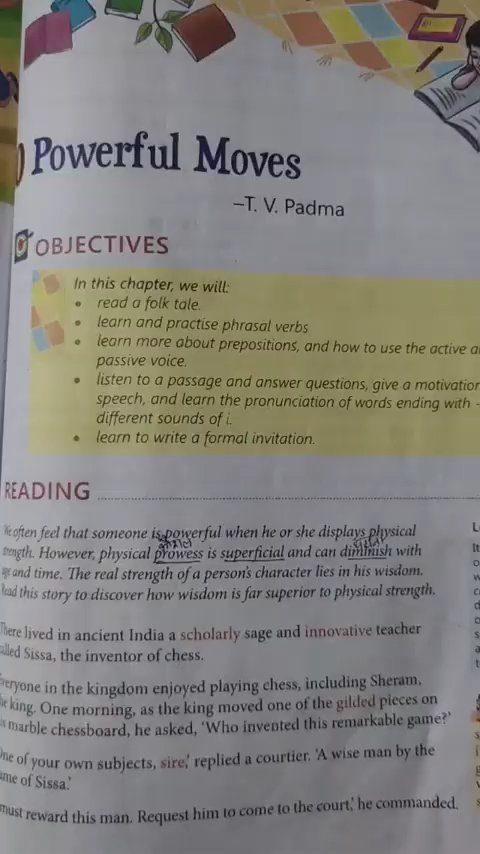 Powerful Moves
–T. V. Padma
OBJECTIVES
In this chapter, we will:
• read a folk tale.
• learn and practise phrasal verbs
• learn more about prepositions, and how to use the active a
passive voice.
• listen to a passage and answer questions, give a motivation
speech, and learn the pronunciation of words ending with -
different sounds of i.
• learn to write a formal invitation.
READING
We often feel that someone is powerful when he or she displays physical
strength. However, physical prowess is superficial and can diminish with
age and time. The real strength of a person's character lies in his wisdom.
Read this story to discover how wisdom is far superior to physical strength.
There lived in ancient India a scholarly sage and innovative teacher
alled Sissa, the inventor of chess.
veryone in the kingdom enjoyed playing chess, including Sheram,
he king. One morning, as the king moved one of the gilded pieces on
is marble chessboard, he asked, 'Who invented this remarkable game?'
ne of your own subjects, sire,' replied a courtier. 'A wise man by the
ame of Sissa.'
must reward this man. Request him to come to the court,' he commanded.